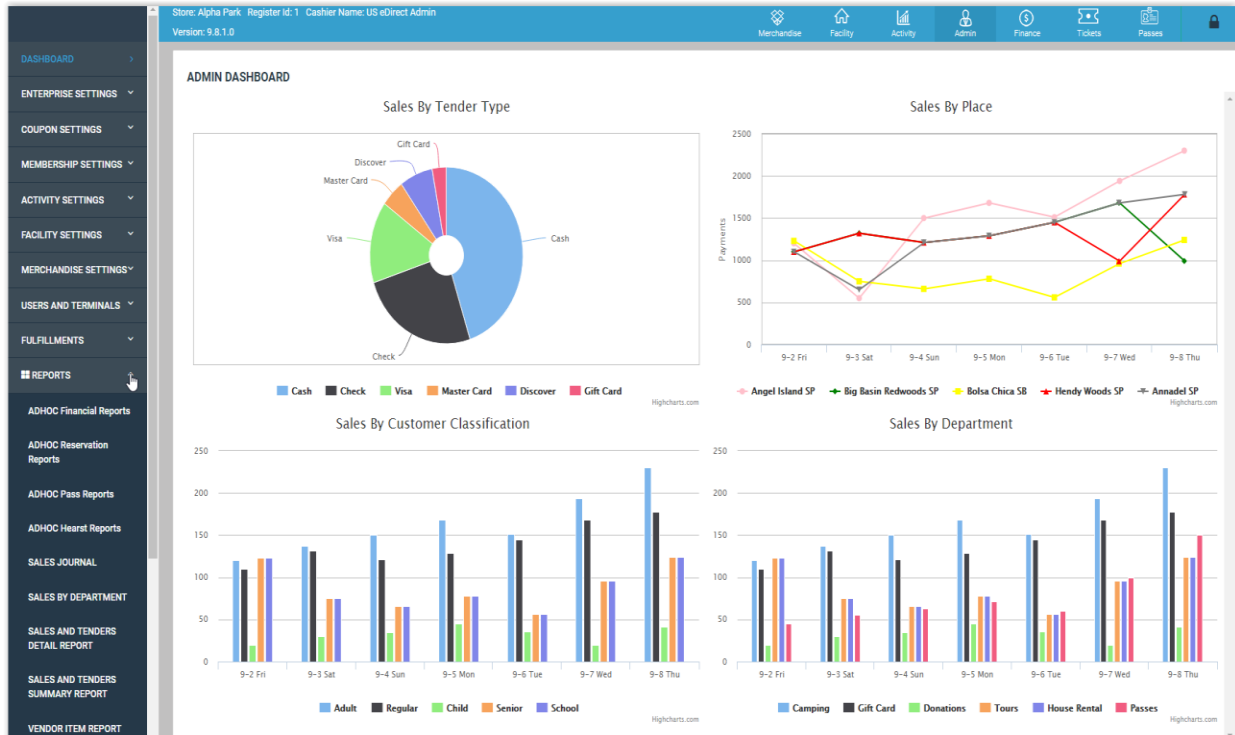 Store: Alpha Park Register Id: 1 Cashier Name: US eDirect Admin
Version: 9.8.1.0
Merchandise
Facility
Activity
Admin
Finance
Tickets
Passes
DASHBOARD
ENTERPRISE SETTINGS
COUPON SETTINGS
MEMBERSHIP SETTINGS
ACTIVITY SETTINGS
FACILITY SETTINGS
MERCHANDISE SETTINGS
USERS AND TERMINALS
FULFILLMENTS
REPORTS
ADHOC Financial Reports
ADHOC Reservation
Reports
ADHOC Pass Reports
ADHOC Hearst Reports
SALES JOURNAL
SALES BY DEPARTMENT
SALES AND TENDERS
DETAIL REPORT
SALES AND TENDERS
SUMMARY REPORT
VENDOR ITEM REPORT
ADMIN DASHBOARD
Sales By Tender Type
Gift Card
Discover
Master Card
Visa
Cash
Check
Cash Check Visa Master Card Discover Gift Card
Highcharts.com
Sales By Place
Payments
2500
2000
1500
1000
500
0
9-2 Fri 9-3 Sat 9-4 Sun 9-5 Mon 9-6 Tue 9-7 Wed 9-8 Thu
Angel Island SP Big Basin Redwoods SP Bolsa Chica SB Hendy Woods SP Annadel SP
Highcharts.com
Sales By Customer Classification
250
200
150
100
50
0
9-2 Fri 9-3 Sat 9-4 Sun 9-5 Mon 9-6 Tue 9-7 Wed 9-8 Thu
Adult Regular Child Senior School
Highcharts.com
Sales By Department
250
200
150
100
50
0
9-2 Fri 9-3 Sat 9-4 Sun 9-5 Mon 9-6 Tue 9-7 Wed 9-8 Thu
Camping Gift Card Donations Tours House Rental Passes
Highcharts.com